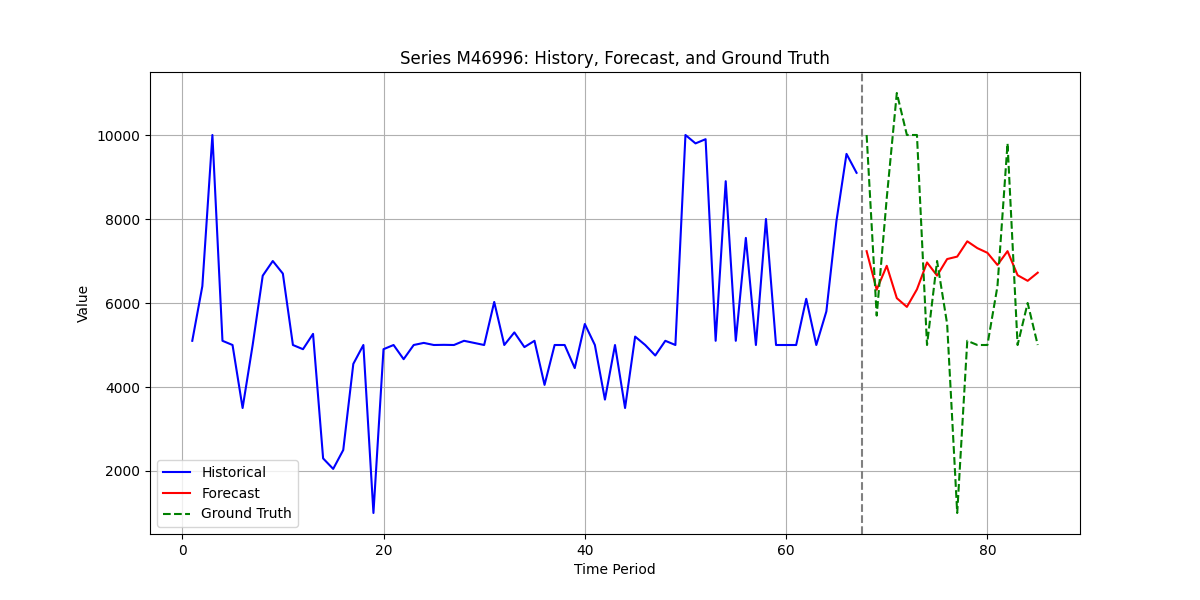 Series M46996: History, Forecast, and Ground Truth
Value
10000
8000
6000
4000
2000
Historical
Forecast
Ground Truth
0
20
40
60
80
Time Period